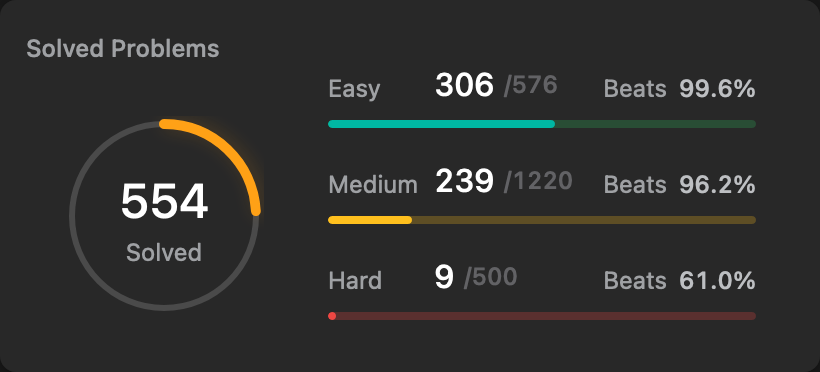 Solved Problems
554
Solved
Easy 306 /576 Beats 99.6%
Medium 239 /1220 Beats 96.2%
Hard 9 /500 Beats 61.0%